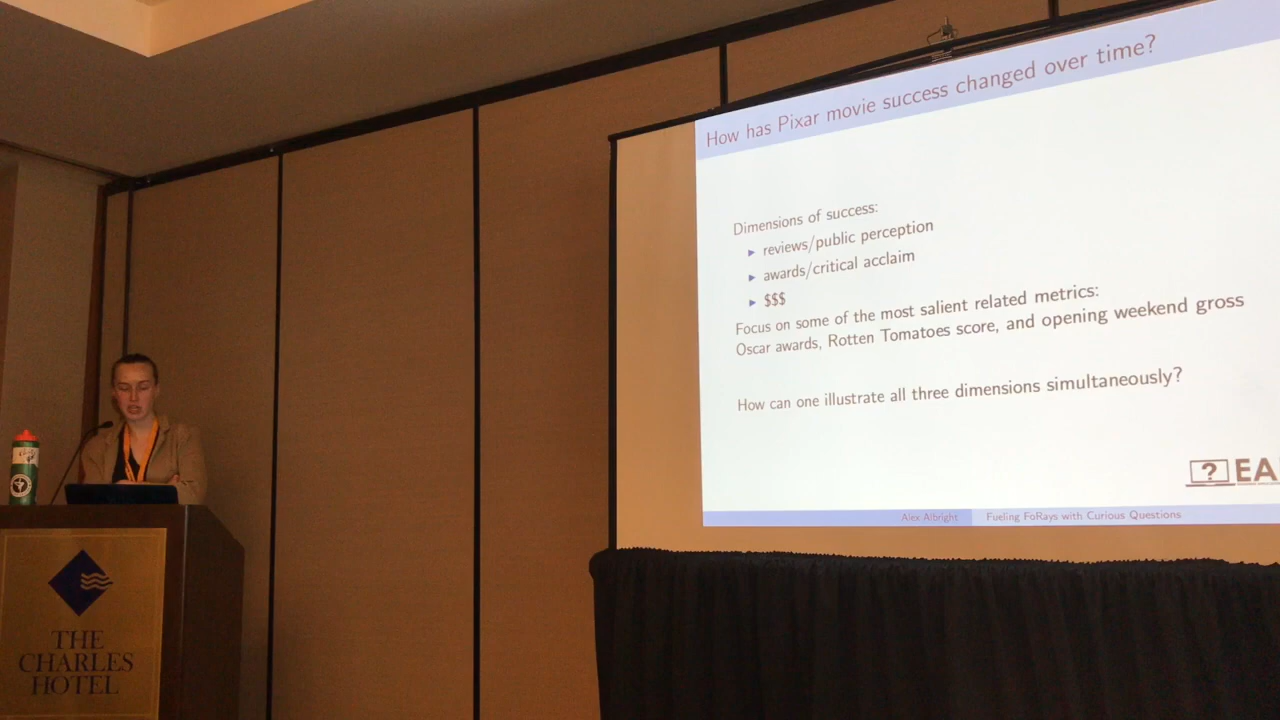 How has Pixar movie success changed over time?
Dimensions of success:
reviews/public perception
awards/critical acclaim
$$$
Focus on some of the most salient related metrics:
Oscar awards, Rotten Tomatoes score, and opening weekend gross
How can one illustrate all three dimensions simultaneously?
? EA
Alex Albright Fueling FoRays with Curious Questions
THE
CHARLES
HOTEL